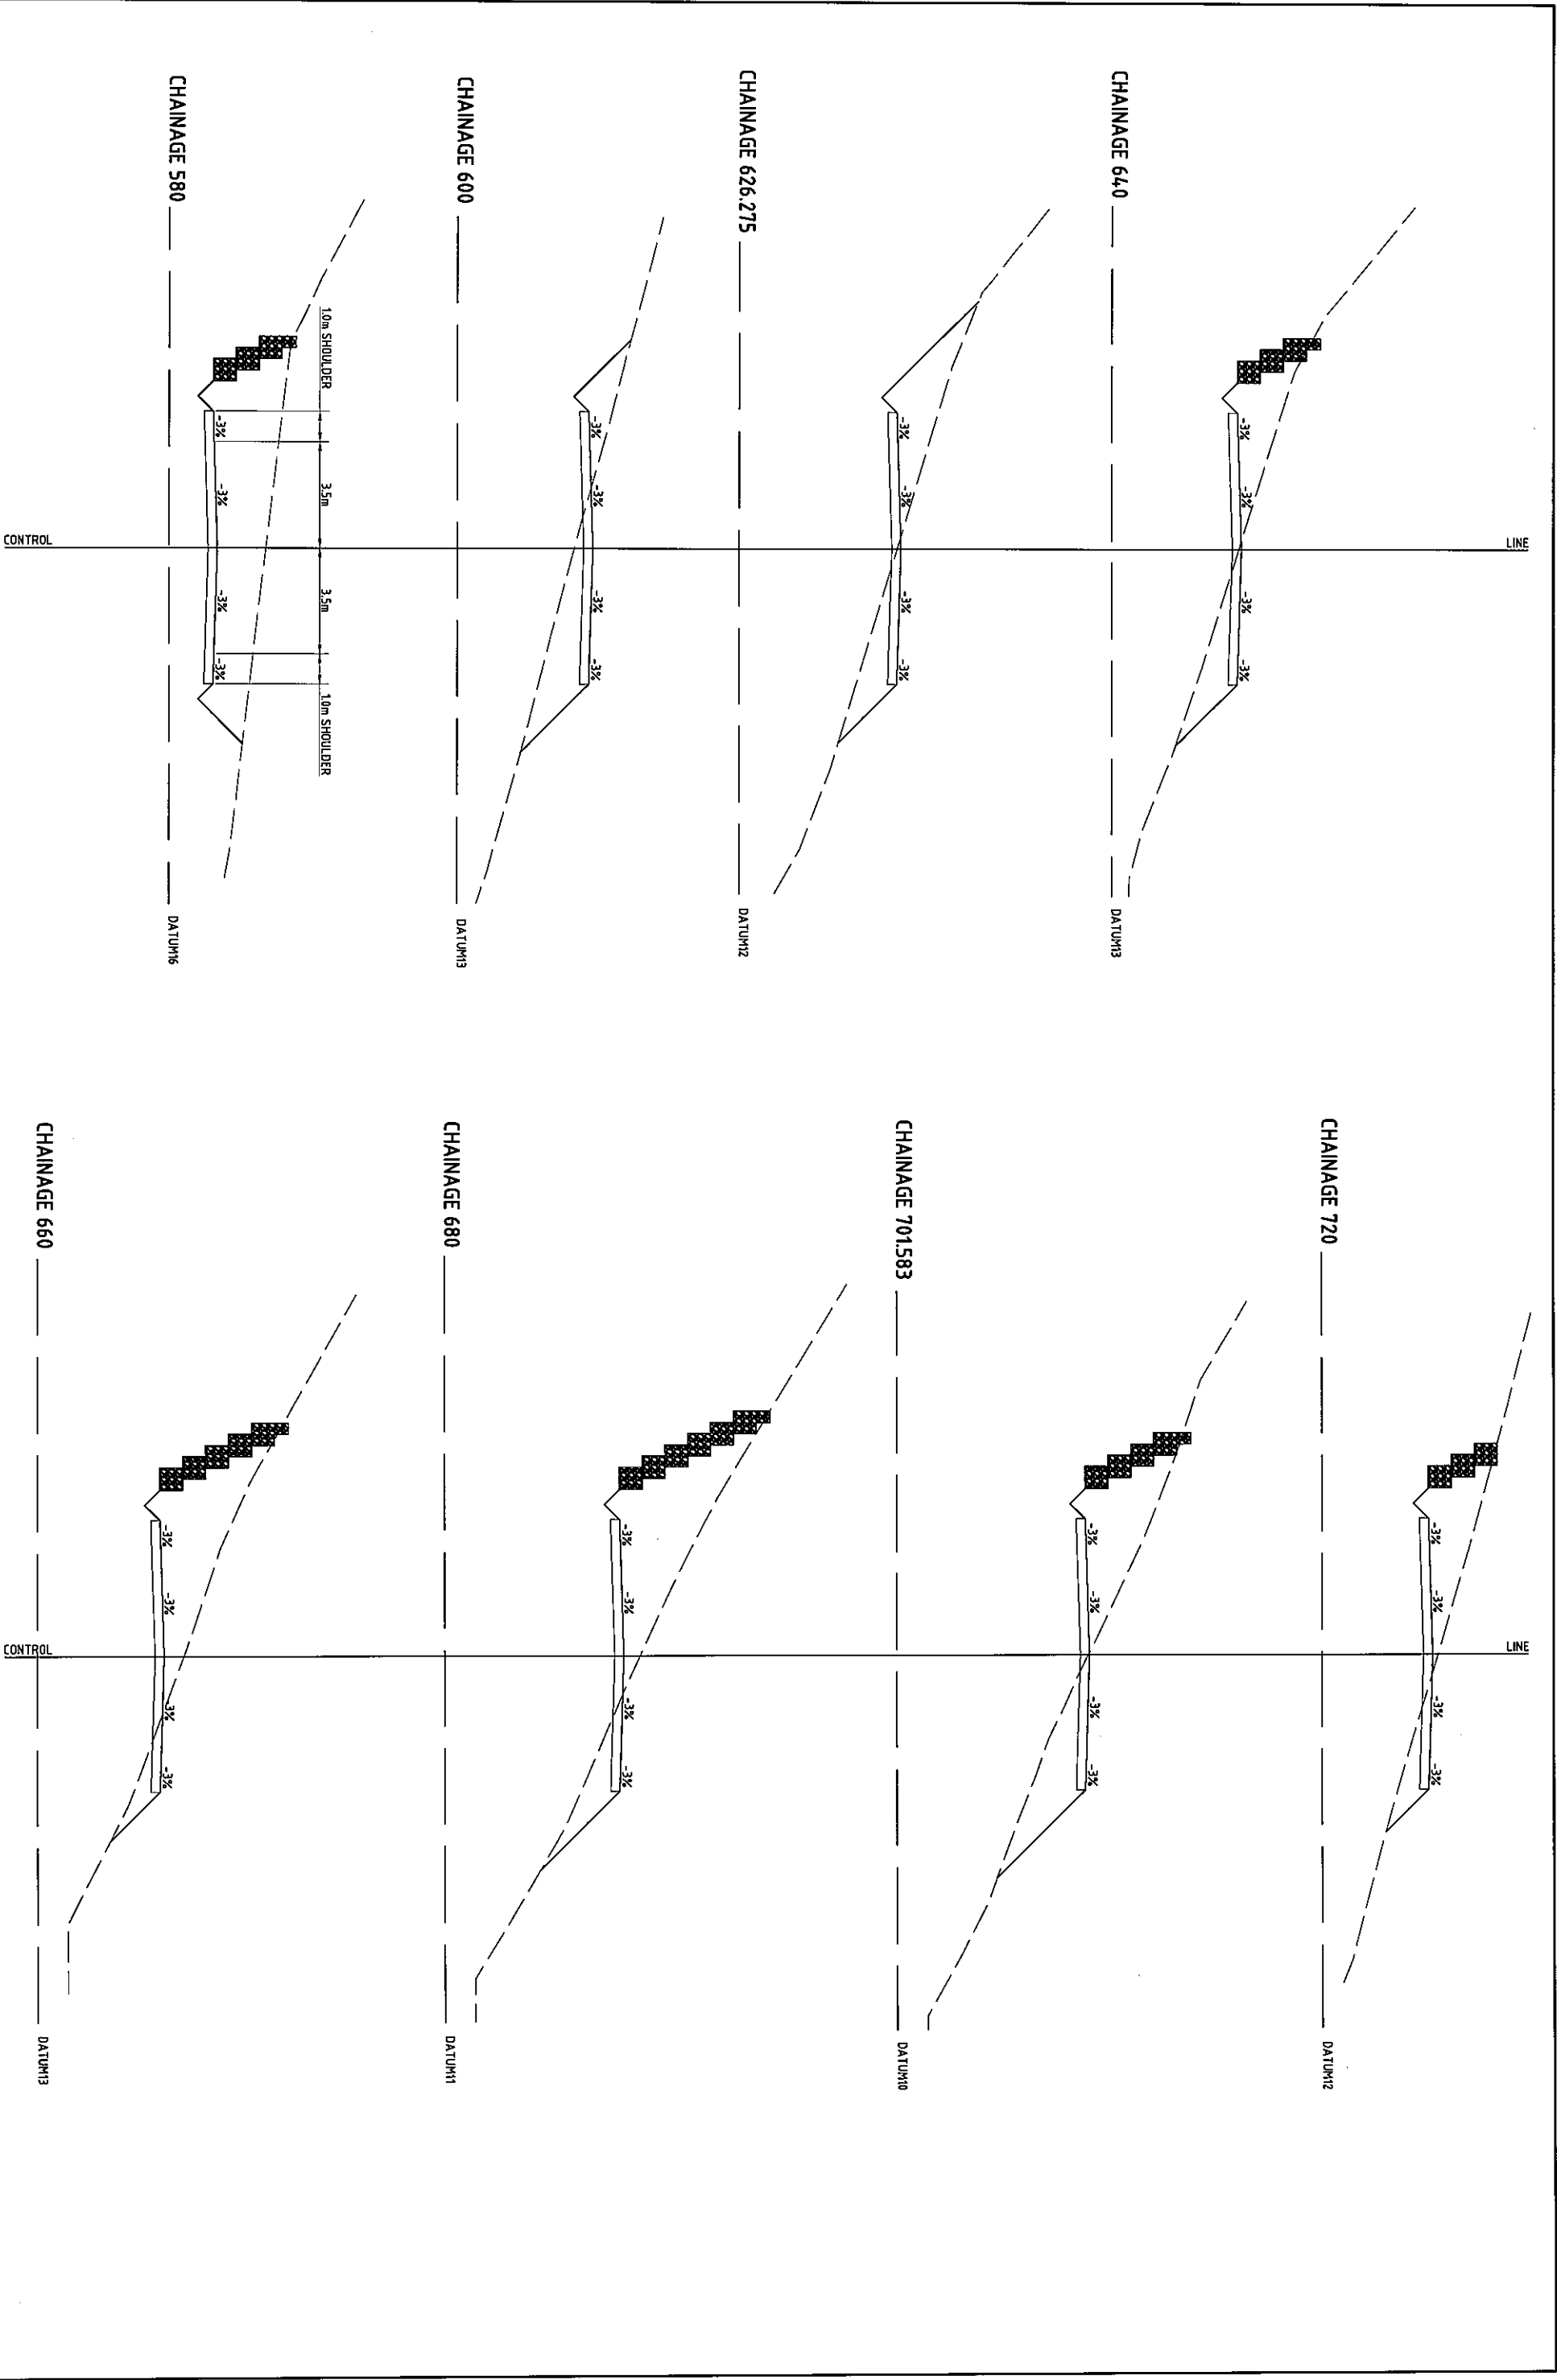 LINE
CHAINAGE 640
-3%
-3%
-3%
-3%
DATUM13
CHAINAGE 626.275
-3%
-3%
-3%
-3%
DATUM12
CHAINAGE 600
-3%
-3%
-3%
-3%
DATUM13
1.0m SHOULDER
3.5m
3.5m
1.0m SHOULDER
CHAINAGE 580
-3%
-3%
-3%
-3%
DATUM16
CONTROL
LINE
CHAINAGE 720
-3%
-3%
-3%
-3%
DATUM12
CHAINAGE 701.583
-3%
-3%
-3%
-3%
DATUM10
CHAINAGE 680
-3%
-3%
-3%
-3%
DATUM11
CHAINAGE 660
-3%
-3%
-3%
-3%
DATUM13
CONTROL